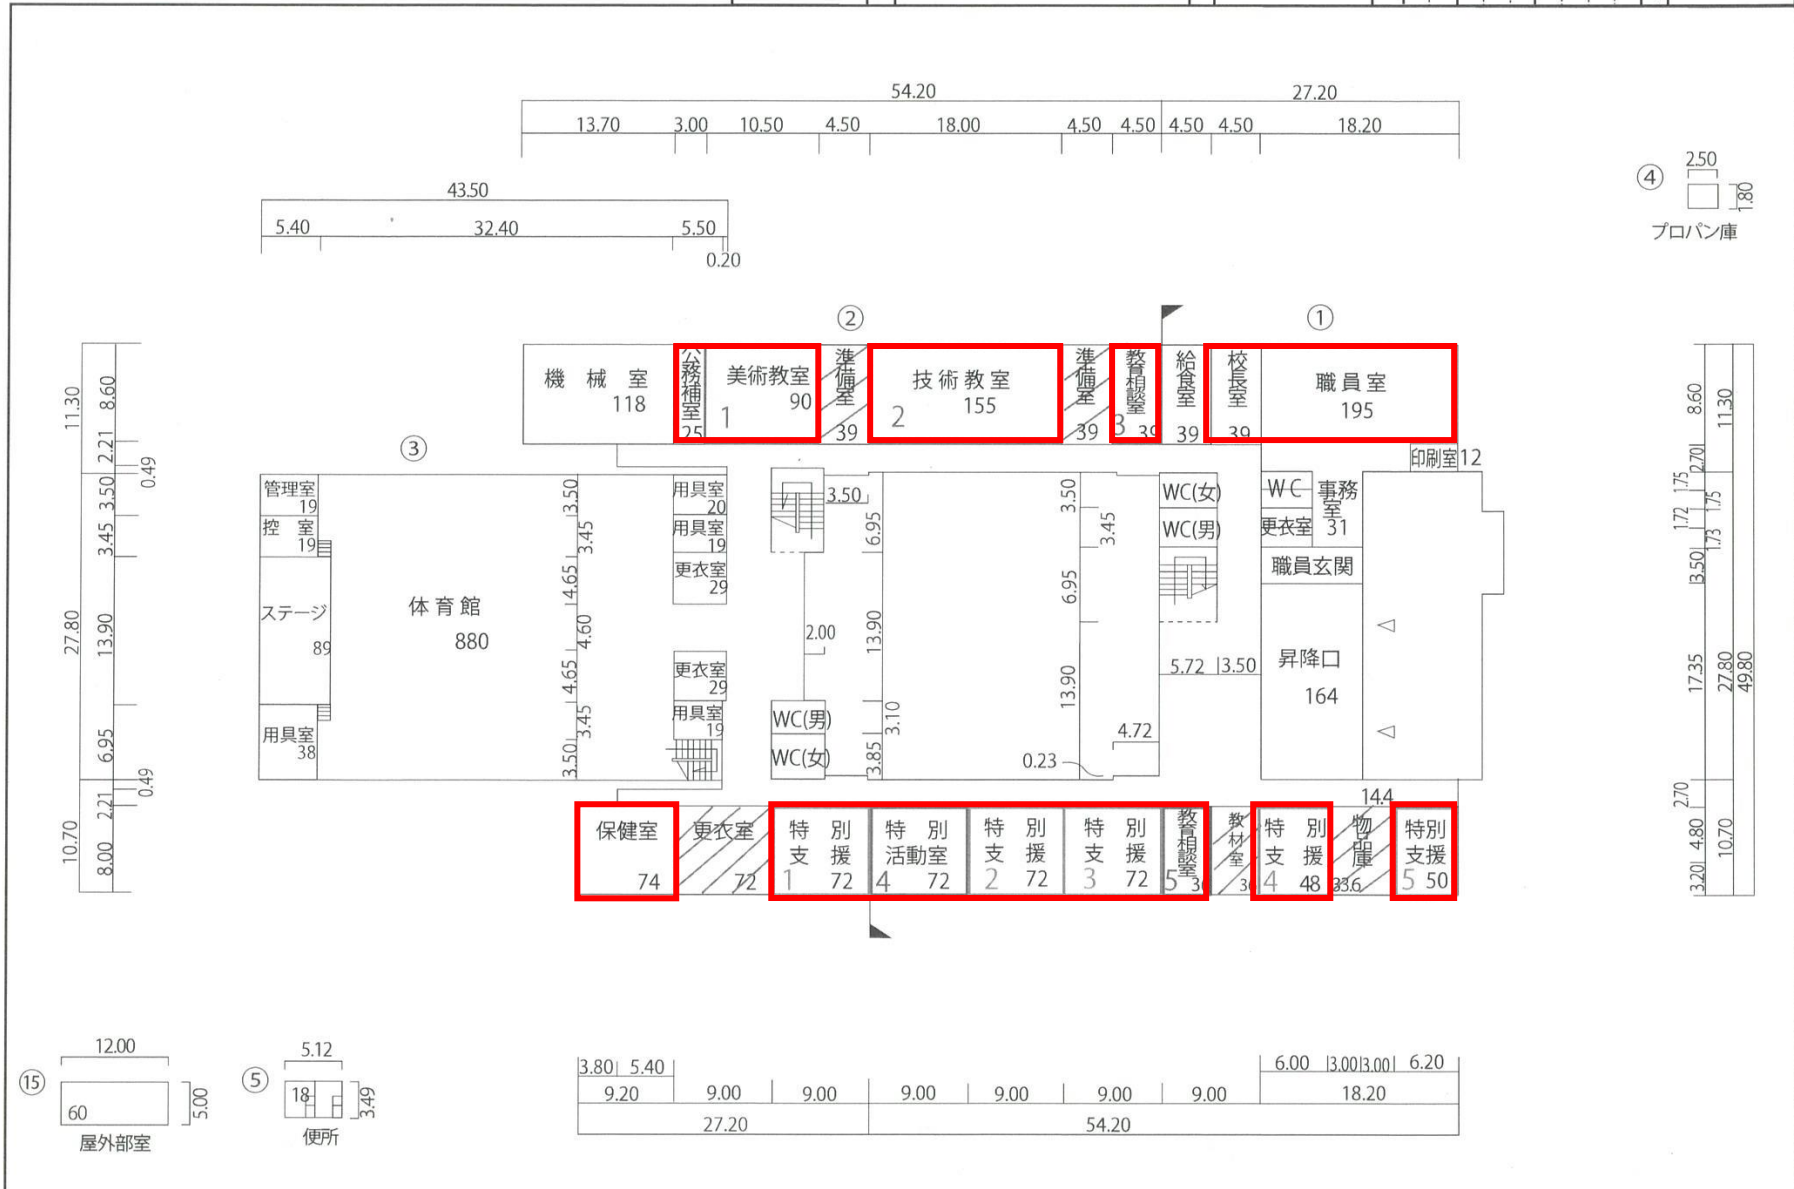 54.20 27.20
13.70 3.00 10.50 4.50 18.00 4.50 4.50 4.50 4.50 18.20
④ 2.50
1.80
プロパン庫
43.50
5.40 32.40 5.50
0.20
② ①
機械室
118
公務補室
25
美術教室
1 90
準備室
39
技術教室
2 155
準備室
39
教育相談室
3 39
給食室
39
校長室
39
職員室
195
印刷室12
11.30 8.60
2.21
0.49
3.50
3.45
27.80 13.90
6.95
0.49
2.21
10.70 8.00
③
管理室
19
控室
19
ステージ
89
用具室
38
体育館
880
3.50
3.45
4.65
4.60
4.65
3.45
3.50
用具室
20
用具室
19
更衣室
29
更衣室
29
用具室
19
3.50
6.95
2.00
13.90
WC(男)
WC(女)
3.10
3.85
3.50
3.45
6.95
13.90
4.72
0.23
WC(女)
WC(男)
5.72 3.50
WC
更衣室
事務室
31
職員玄関
昇降口
164
8.60 11.30
2.70
1.75
1.75
1.72
1.73
3.50
17.35 27.80 49.80
2.70
4.80 10.70
3.20
14.4
保健室
74
更衣室
72
特別
支援
1 72
特別
活動室
4 72
特別
支援
2 72
特別
支援
3 72
教育相談室
5
教材室
特別
支援
4 48
物品庫
33.6
特別
支援
5 50
3.80 5.40 6.00 3.00 3.00 6.20
9.20 9.00 9.00 9.00 9.00 9.00 9.00 18.20
27.20 54.20
⑮ 12.00
60
5.00
屋外部室
⑤ 5.12
18
3.49
便所